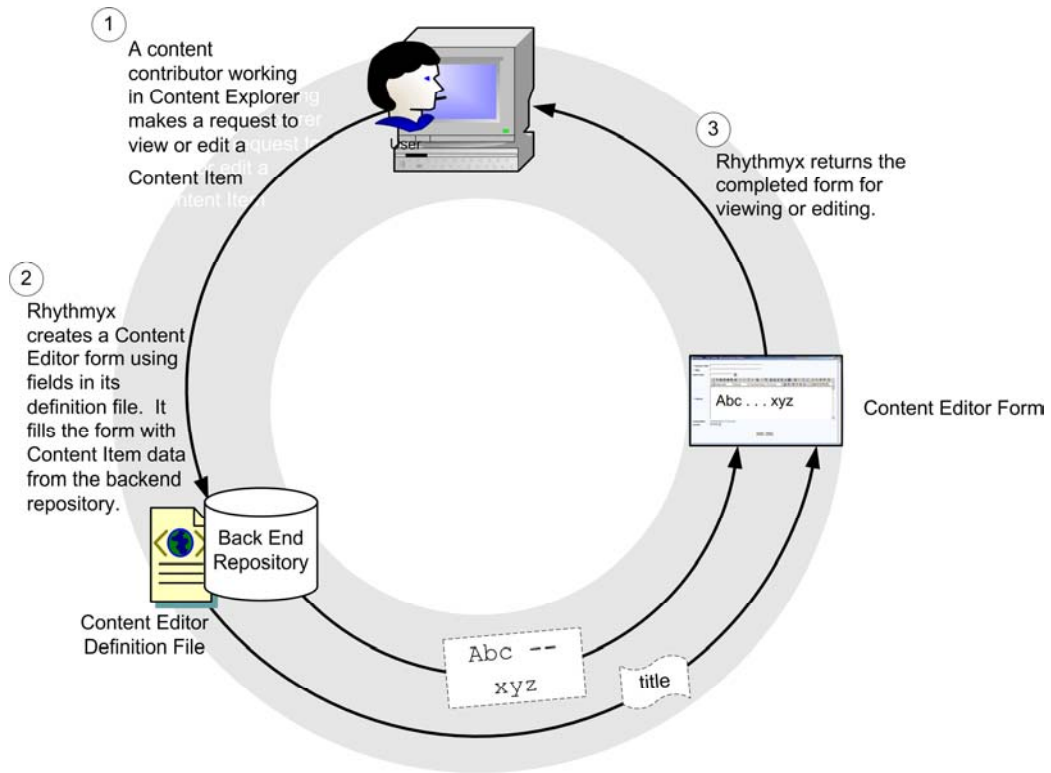 1
A content
contributor working
in Content Explorer
makes a request to
view or edit a
Content Item
User
3
Rhythmyx returns the
completed form for
viewing or editing.
2
Rhythmyx
creates a Content
Editor form using
fields in its
definition file.  It
fills the form with
Content Item data
from the backend
repository.
Abc . . . xyz
Content Editor Form
Back End
Repository
Content Editor
Definition File
Abc --
xyz
title